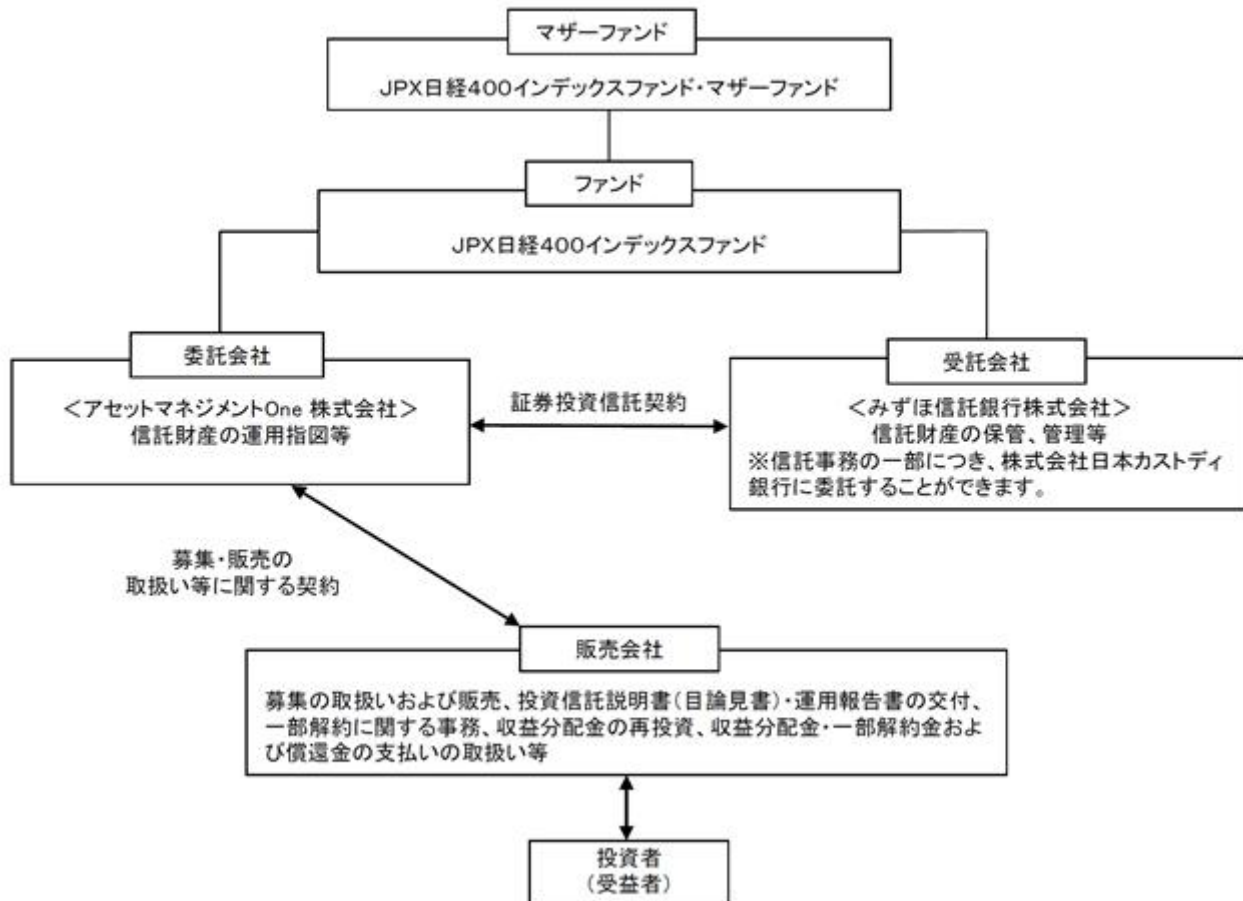 マザーファンド
JPX日経400インデックスファンド・マザーファンド
ファンド
JPX日経400インデックスファンド
委託会社
＜アセットマネジメントOne 株式会社＞
信託財産の運用指図等
証券投資信託契約
受託会社
＜みずほ信託銀行株式会社＞
信託財産の保管、管理等
※信託事務の一部につき、株式会社日本カストディ
銀行に委託することができます。
募集・販売の
取扱い等に関する契約
販売会社
募集の取扱いおよび販売、投資信託説明書(目論見書)・運用報告書の交付、
一部解約に関する事務、収益分配金の再投資、収益分配金・一部解約金およ
び償還金の支払いの取扱い等
投資者
（受益者）